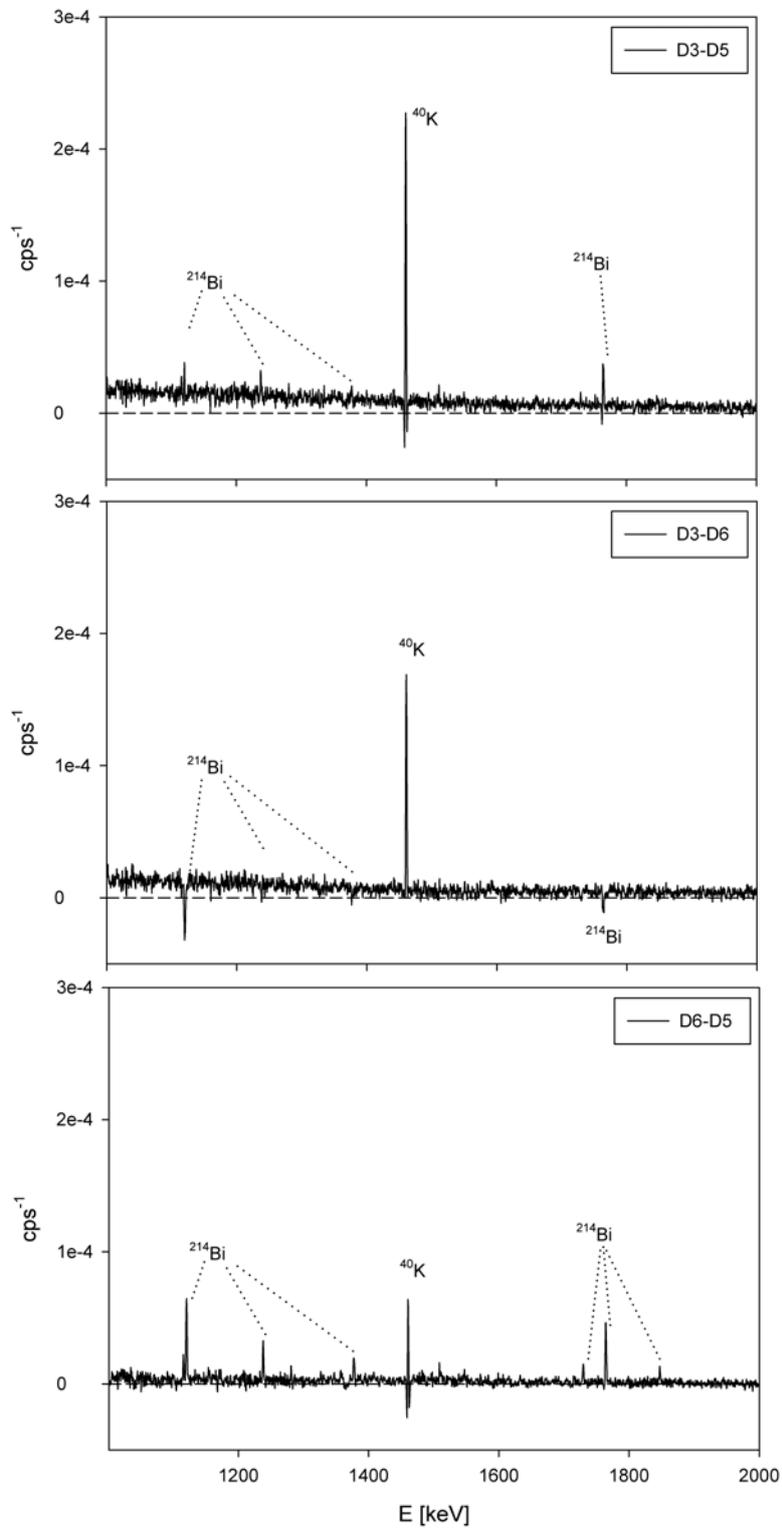 3e-4
D3-D5
⁴⁰K
2e-4
cps⁻¹
²¹⁴Bi
²¹⁴Bi
1e-4
0
3e-4
D3-D6
2e-4
⁴⁰K
cps⁻¹
²¹⁴Bi
1e-4
0
²¹⁴Bi
3e-4
D6-D5
2e-4
cps⁻¹
²¹⁴Bi
²¹⁴Bi
1e-4
⁴⁰K
0
1200 1400 1600 1800 2000
E [keV]